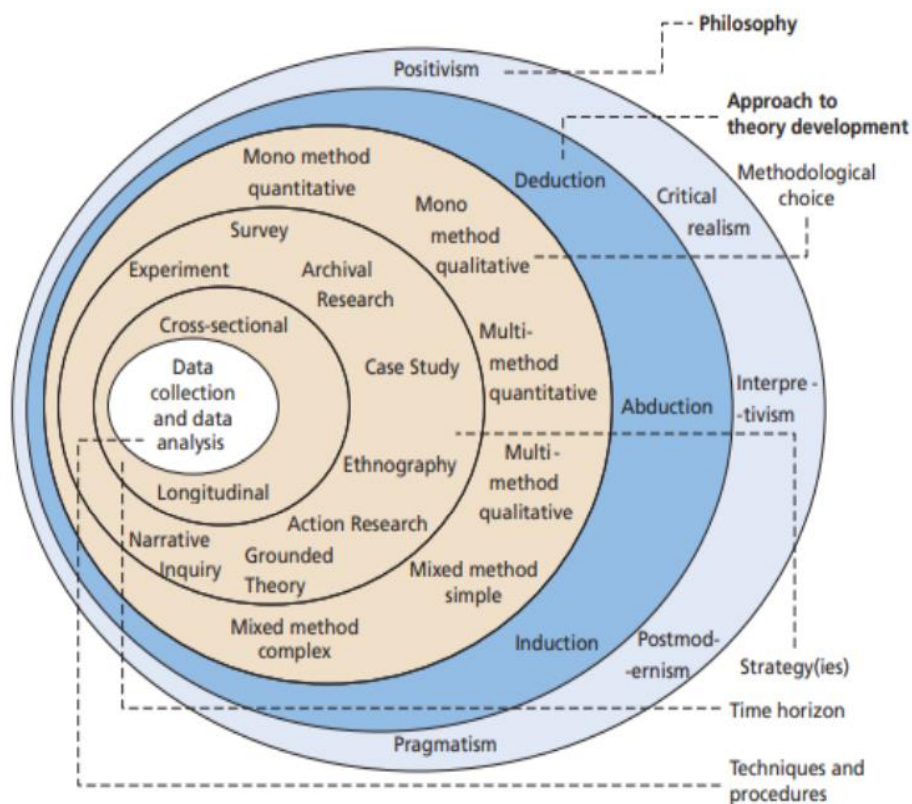 Philosophy
Positivism
Approach to
theory development
Mono method
quantitative
Deduction
Methodological
choice
Critical
realism
Mono
method
qualitative
Survey
Experiment
Archival
Research
Cross-sectional
Multi-
method
quantitative
Data
collection
and data
analysis
Case Study
Abduction
Interpre-
-tivism
Ethnography
Multi-
method
qualitative
Longitudinal
Action Research
Narrative
Inquiry
Grounded
Theory
Mixed method
simple
Mixed method
complex
Induction
Postmod-
-ernism
Strategy(ies)
Time horizon
Pragmatism
Techniques and
procedures